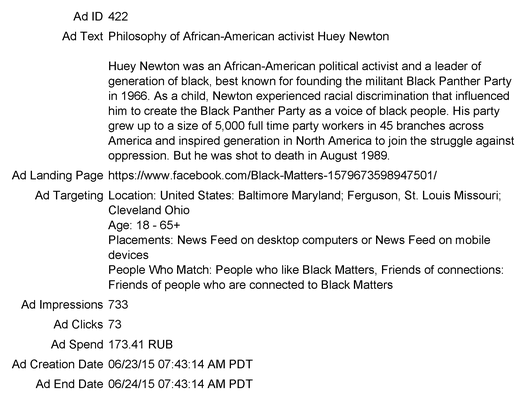 Ad ID 422
Ad Text Philosophy of African-American activist Huey Newton
Huey Newton was an African-American political activist and a leader of
generation of black, best known for founding the militant Black Panther Party
in 1966. As a child, Newton experienced racial discrimination that influenced
him to create the Black Panther Party as a voice of black people. His party
grew up to a size of 5,000 full time party workers in 45 branches across
America and inspired generation in North America to join the struggle against
oppression. But he was shot to death in August 1989.
Ad Landing Page https://www.facebook.com/Black-Matters-1579673598947501/
Ad Targeting Location: United States: Baltimore Maryland; Ferguson, St. Louis Missouri;
Cleveland Ohio
Age: 18 - 65+
Placements: News Feed on desktop computers or News Feed on mobile
devices
People Who Match: People who like Black Matters, Friends of connections:
Friends of people who are connected to Black Matters
Ad Impressions 733
Ad Clicks 73
Ad Spend 173.41 RUB
Ad Creation Date 06/23/15 07:43:14 AM PDT
Ad End Date 06/24/15 07:43:14 AM PDT